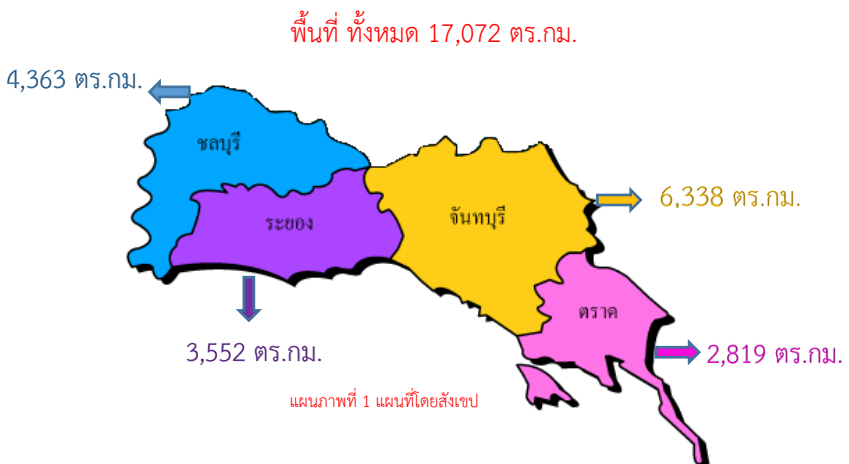 พื้นที่ ทั้งหมด 17,072 ตร.กม.
4,363 ตร.กม.
ชลบุรี
6,338 ตร.กม.
ระยอง
จันทบุรี
ตราด
3,552 ตร.กม.
2,819 ตร.กม.
แผนภาพที่ 1 แผนที่โดยสังเขป